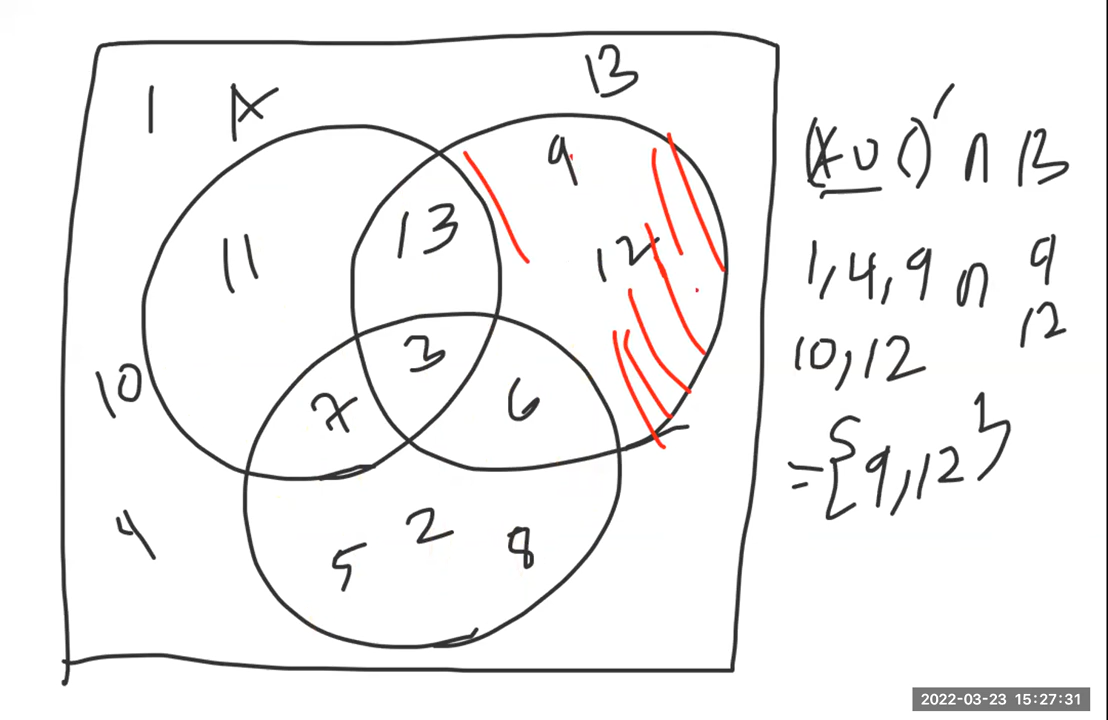 1 A B
9
13
11 12
3
10 7 6
4 5 2 8
(A∪C)′ ∩ B
1,4,9 ∩ 9
10,12 12
={9,12}
2022-03-23 15:27:31